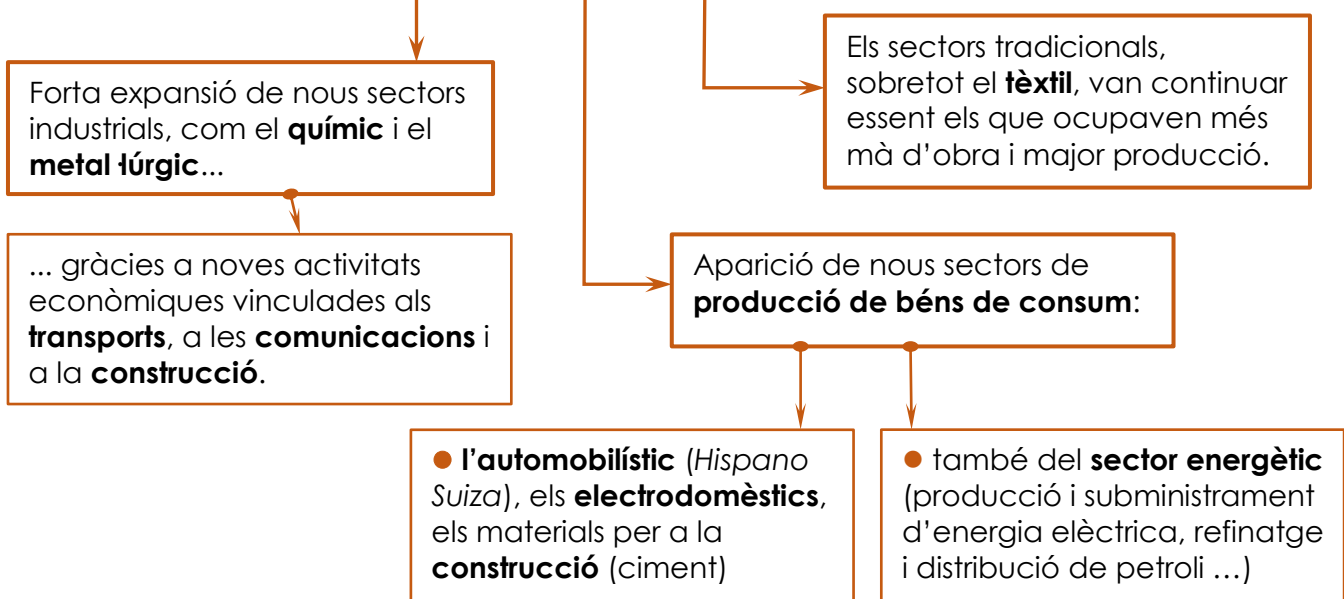 Forta expansió de nous sectors
industrials, com el químic i el
metal·lúrgic...
... gràcies a noves activitats
econòmiques vinculades als
transports, a les comunicacions i
a la construcció.
Els sectors tradicionals,
sobretot el tèxtil, van continuar
essent els que ocupaven més
mà d’obra i major producció.
Aparició de nous sectors de
producció de béns de consum:
● l’automobilístic (Hispano
Suiza), els electrodomèstics,
els materials per a la
construcció (ciment)
● també del sector energètic
(producció i subministrament
d’energia elèctrica, refinatge
i distribució de petroli …)